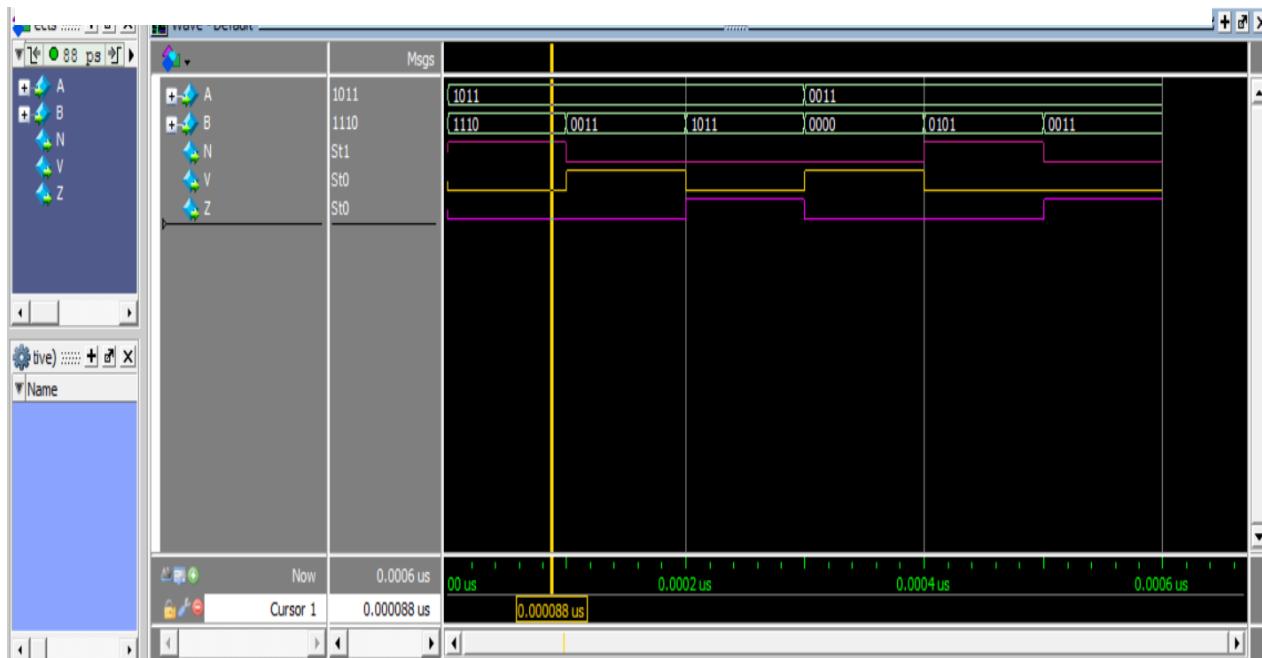 88 ps
A
B
N
V
Z
tive)
Name
Msgs
A 1011 1011 0011
B 1110 1110 0011 1011 0000 0101 0011
N St1
V St0
Z St0
Now 0.0006 us 00 us 0.0002 us 0.0004 us 0.0006 us
Cursor 1 0.000088 us 0.000088 us